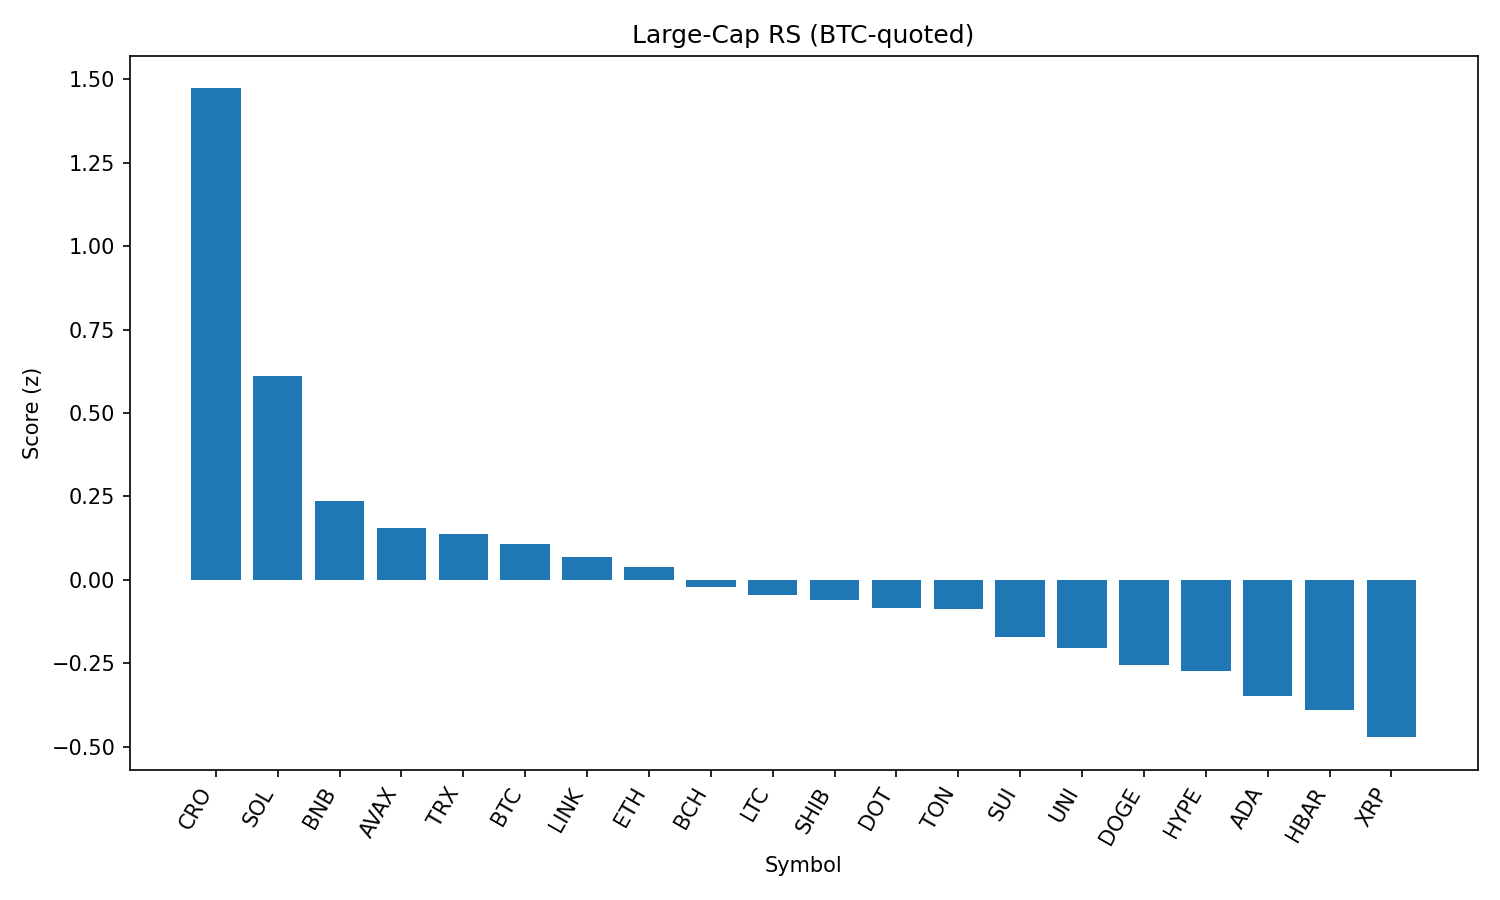 Large-Cap RS (BTC-quoted)
Score (z)
1.50
1.25
1.00
0.75
0.50
0.25
0.00
−0.25
−0.50
CRO
SOL
BNB
AVAX
TRX
BTC
LINK
ETH
BCH
LTC
SHIB
DOT
TON
SUI
UNI
DOGE
HYPE
ADA
HBAR
XRP
Symbol